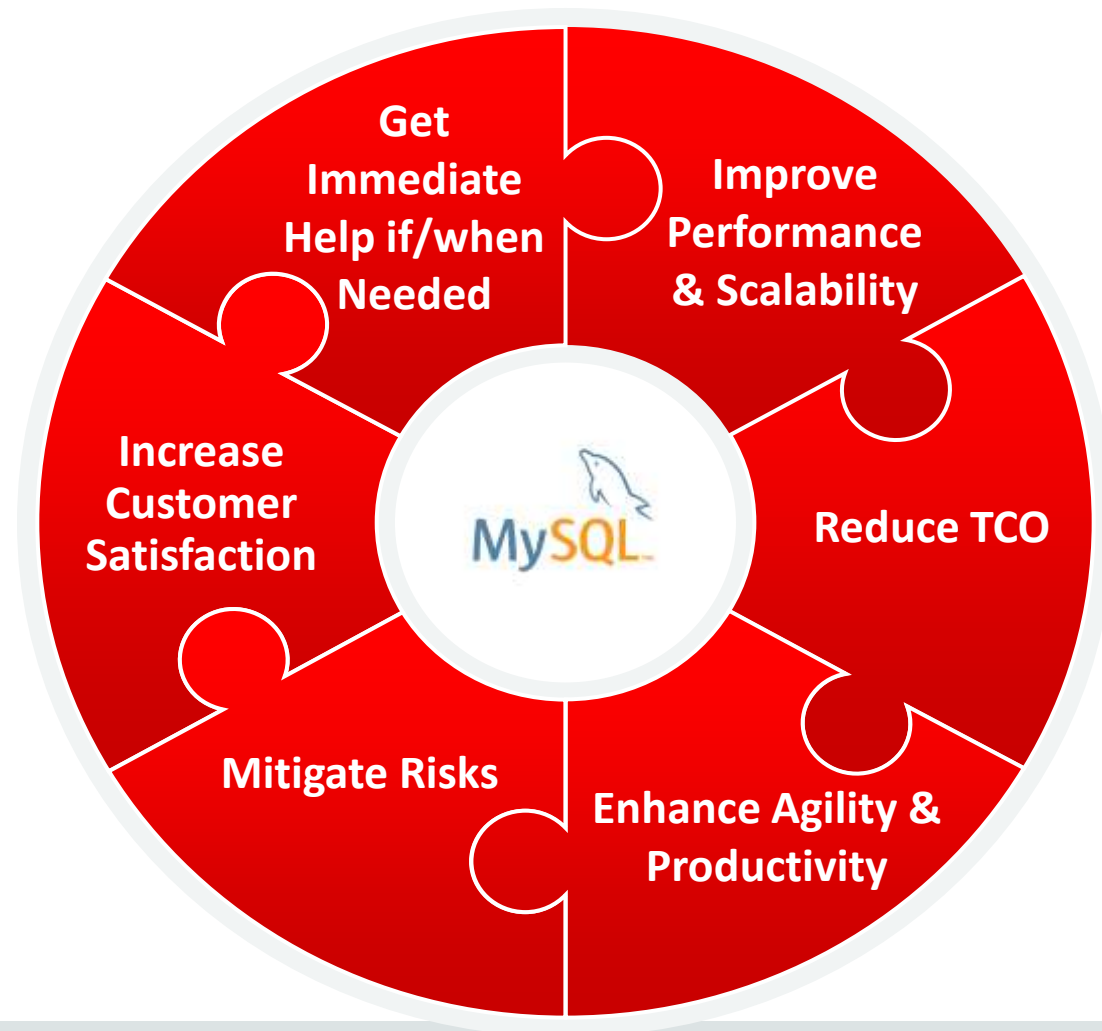 Get
Immediate
Help if/when
Needed
Improve
Performance
& Scalability
Increase
Customer
Satisfaction
MySQL™
Reduce TCO
Mitigate Risks
Enhance Agility &
Productivity